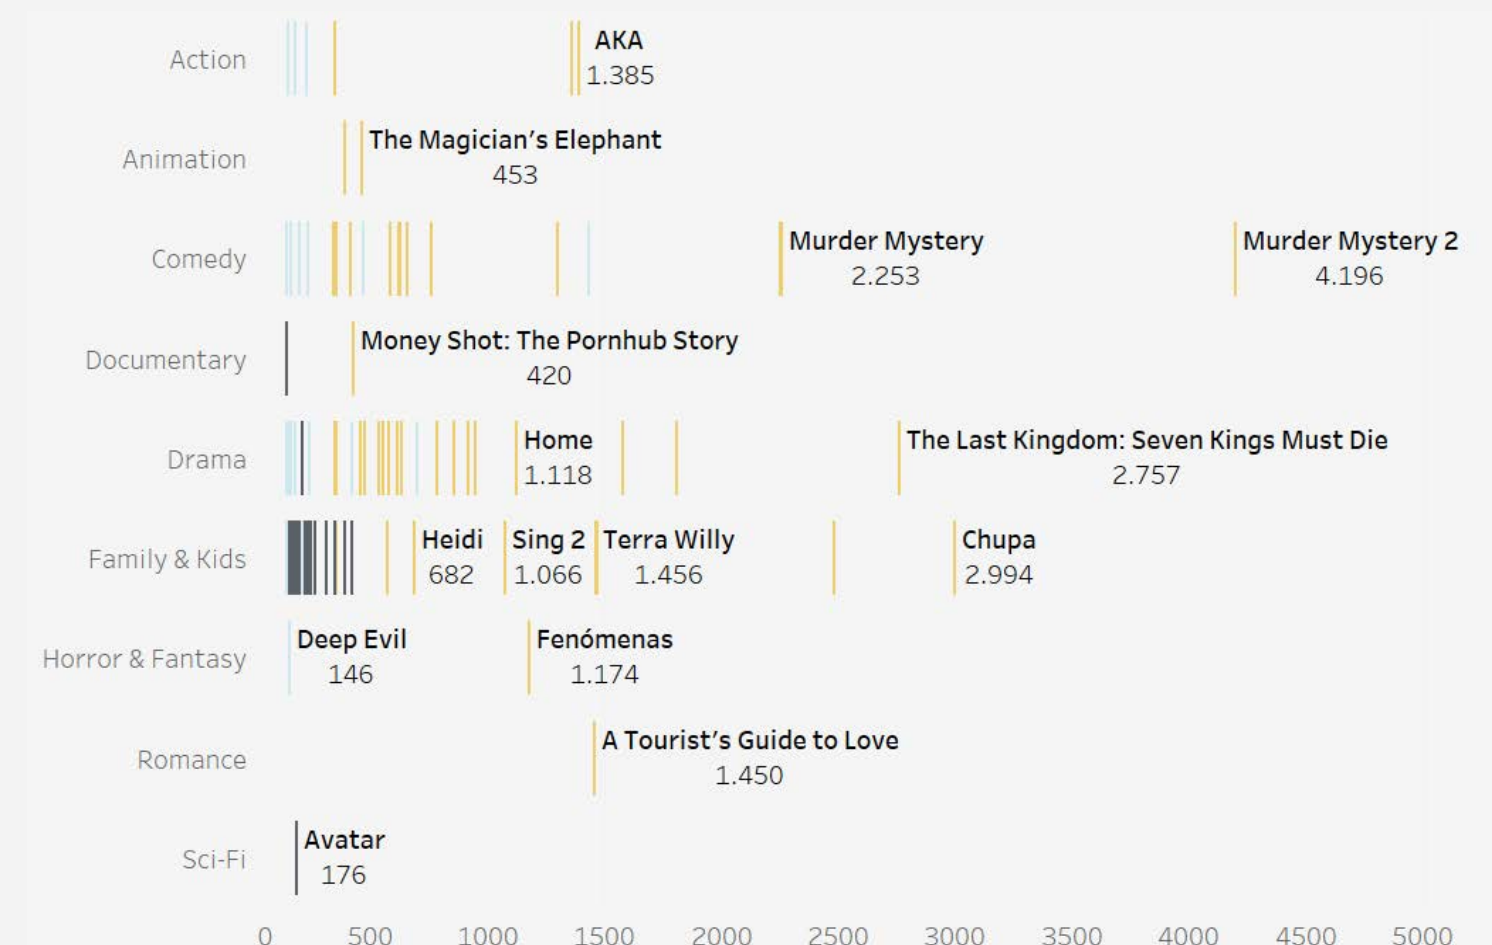 Action
AKA
1.385
Animation
The Magician's Elephant
453
Comedy
Murder Mystery
2.253
Murder Mystery 2
4.196
Documentary
Money Shot: The Pornhub Story
420
Drama
Home
1.118
The Last Kingdom: Seven Kings Must Die
2.757
Family & Kids
Heidi
682
Sing 2
1.066
Terra Willy
1.456
Chupa
2.994
Horror & Fantasy
Deep Evil
146
Fenómenas
1.174
Romance
A Tourist's Guide to Love
1.450
Sci-Fi
Avatar
176
0 500 1000 1500 2000 2500 3000 3500 4000 4500 5000